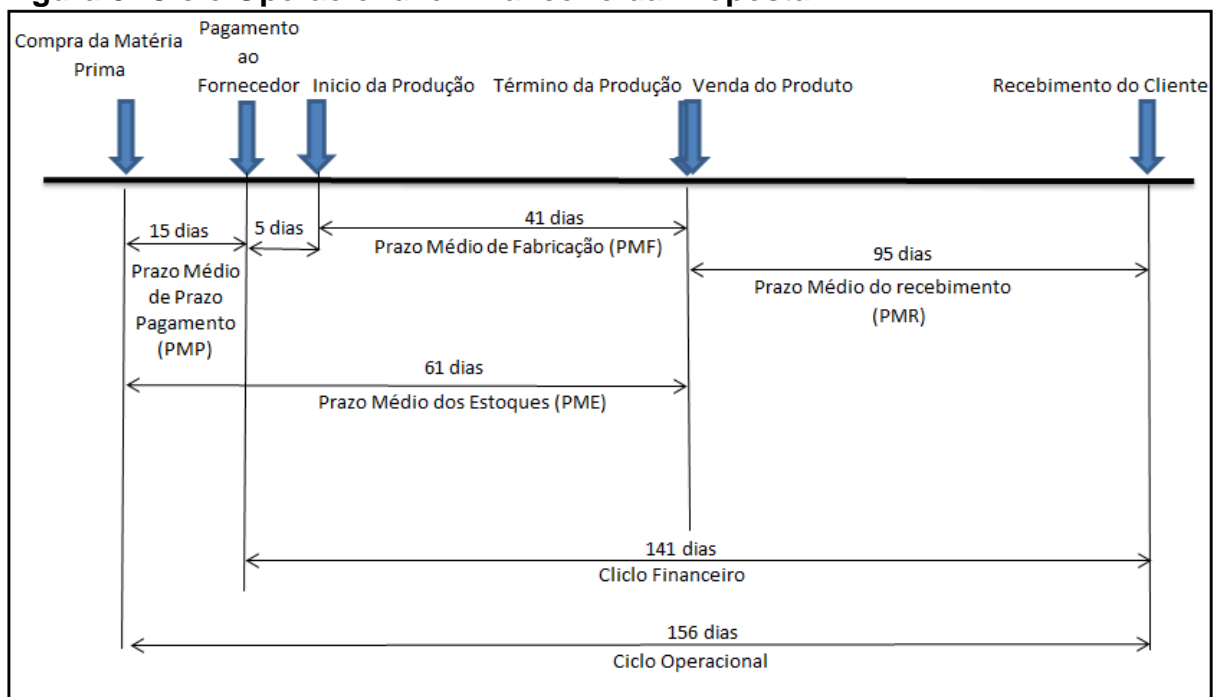 Compra da Matéria
Prima
Pagamento
ao
Fornecedor
Inicio da Produção
Término da Produção
Venda do Produto
Recebimento do Cliente
15 dias
5 dias
41 dias
Prazo Médio de Fabricação (PMF)
95 dias
Prazo Médio do recebimento
(PMR)
Prazo Médio
de Prazo
Pagamento
(PMP)
61 dias
Prazo Médio dos Estoques (PME)
141 dias
Cliclo Financeiro
156 dias
Ciclo Operacional